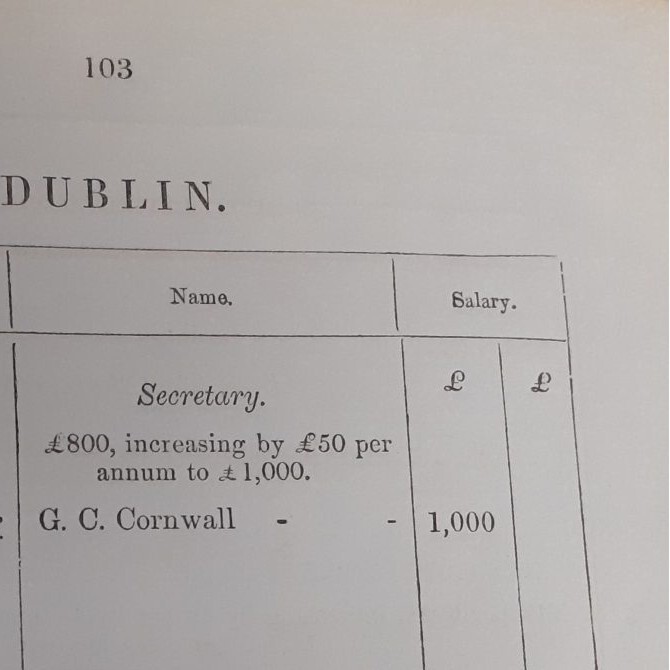 103
DUBLIN.
Name. Salary.
Secretary. £ £
£800, increasing by £50 per
annum to £1,000.
G. C. Cornwall - - 1,000